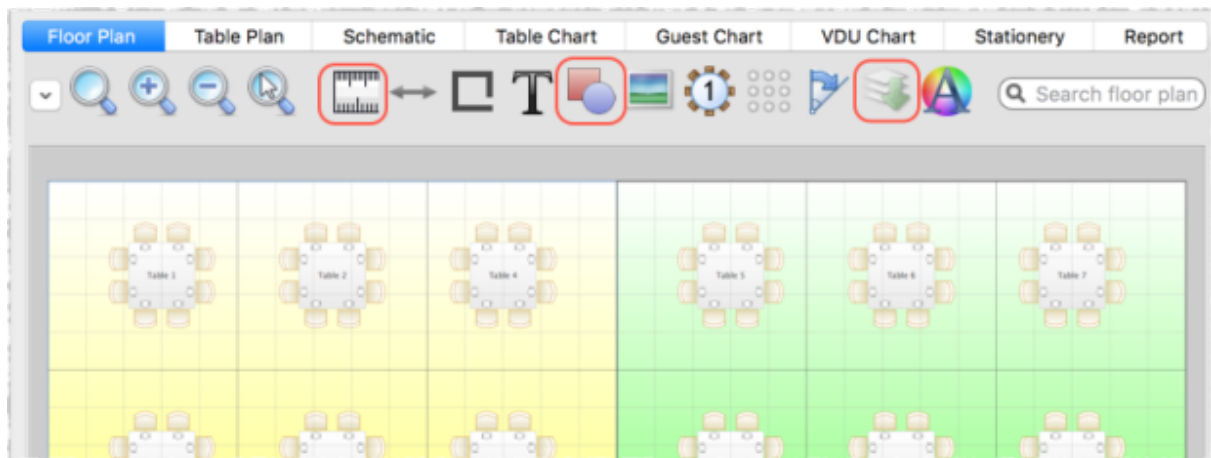 Floor Plan Table Plan Schematic Table Chart Guest Chart VDU Chart Stationery Report
T 1 A Search floor plan
Table 1 Table 2 Table 4 Table 5 Table 6 Table 7